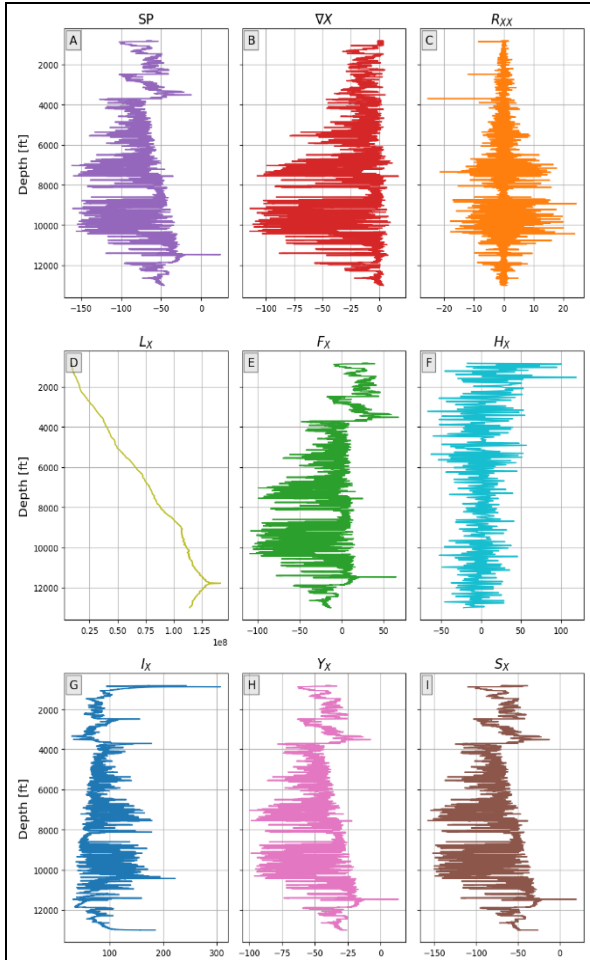 SP
∇X
R_XX
A
B
C
Depth [ft]
2000
4000
6000
8000
10000
12000
−150 −100 −50 0
−100 −75 −50 −25 0
−20 −10 0 10 20
L_X
F_X
H_X
D
E
F
Depth [ft]
2000
4000
6000
8000
10000
12000
0.25 0.50 0.75 1.00 1.25
1e8
−100 −50 0 50
−50 0 50 100
I_X
Y_X
S_X
G
H
I
Depth [ft]
2000
4000
6000
8000
10000
12000
100 200 300
−100 −75 −50 −25 0
−150 −100 −50 0